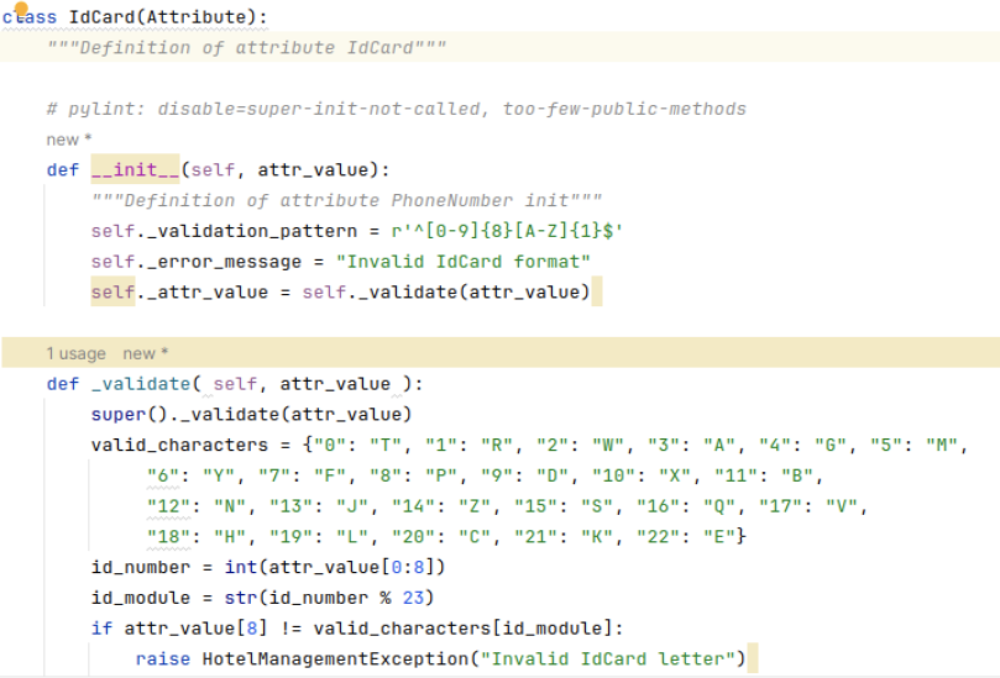 class IdCard(Attribute):
"""Definition of attribute IdCard"""
# pylint: disable=super-init-not-called, too-few-public-methods
new *
def __init__(self, attr_value):
"""Definition of attribute PhoneNumber init"""
self._validation_pattern = r'^[0-9]{8}[A-Z]{1}$'
self._error_message = "Invalid IdCard format"
self._attr_value = self._validate(attr_value)
1 usage new *
def _validate( self, attr_value ):
super()._validate(attr_value)
valid_characters = {"0": "T", "1": "R", "2": "W", "3": "A", "4": "G", "5": "M",
"6": "Y", "7": "F", "8": "P", "9": "D", "10": "X", "11": "B",
"12": "N", "13": "J", "14": "Z", "15": "S", "16": "Q", "17": "V",
"18": "H", "19": "L", "20": "C", "21": "K", "22": "E"}
id_number = int(attr_value[0:8])
id_module = str(id_number % 23)
if attr_value[8] != valid_characters[id_module]:
raise HotelManagementException("Invalid IdCard letter")